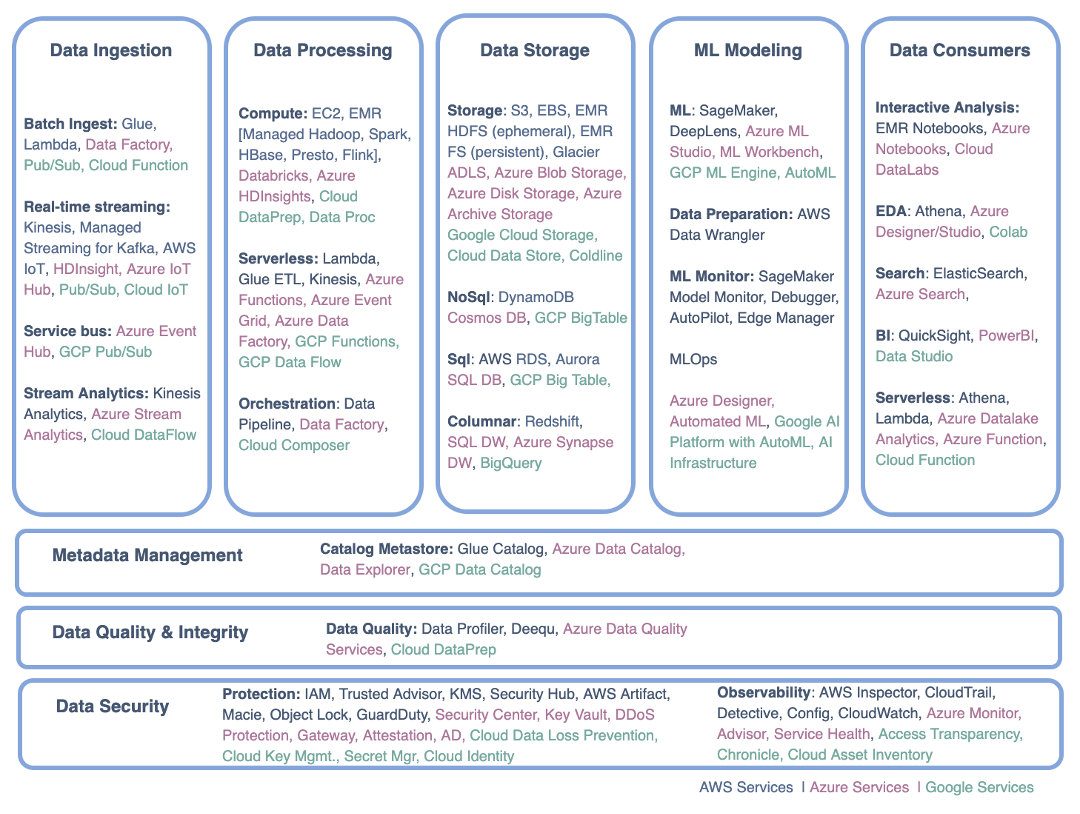 Data Ingestion
Batch Ingest: Glue,
Lambda, Data Factory,
Pub/Sub, Cloud Function
Real-time streaming:
Kinesis, Managed
Streaming for Kafka, AWS
IoT, HDInsight, Azure IoT
Hub, Pub/Sub, Cloud IoT
Service bus: Azure Event
Hub, GCP Pub/Sub
Stream Analytics: Kinesis
Analytics, Azure Stream
Analytics, Cloud DataFlow
Data Processing
Compute: EC2, EMR
[Managed Hadoop, Spark,
HBase, Presto, Flink],
Databricks, Azure
HDInsights, Cloud
DataPrep, Data Proc
Serverless: Lambda,
Glue ETL, Kinesis, Azure
Functions, Azure Event
Grid, Azure Data
Factory, GCP Functions,
GCP Data Flow
Orchestration: Data
Pipeline, Data Factory,
Cloud Composer
Data Storage
Storage: S3, EBS, EMR
HDFS (ephemeral), EMR
FS (persistent), Glacier
ADLS, Azure Blob Storage,
Azure Disk Storage, Azure
Archive Storage
Google Cloud Storage,
Cloud Data Store, Coldline
NoSql: DynamoDB
Cosmos DB, GCP BigTable
Sql: AWS RDS, Aurora
SQL DB, GCP Big Table,
Columnar: Redshift,
SQL DW, Azure Synapse
DW, BigQuery
ML Modeling
ML: SageMaker,
DeepLens, Azure ML
Studio, ML Workbench,
GCP ML Engine, AutoML
Data Preparation: AWS
Data Wrangler
ML Monitor: SageMaker
Model Monitor, Debugger,
AutoPilot, Edge Manager
MLOps
Azure Designer,
Automated ML, Google AI
Platform with AutoML, AI
Infrastructure
Data Consumers
Interactive Analysis:
EMR Notebooks, Azure
Notebooks, Cloud
DataLabs
EDA: Athena, Azure
Designer/Studio, Colab
Search: ElasticSearch,
Azure Search,
BI: QuickSight, PowerBI,
Data Studio
Serverless: Athena,
Lambda, Azure Datalake
Analytics, Azure Function,
Cloud Function
Metadata Management
Catalog Metastore: Glue Catalog, Azure Data Catalog,
Data Explorer, GCP Data Catalog
Data Quality & Integrity
Data Quality: Data Profiler, Deequ, Azure Data Quality
Services, Cloud DataPrep
Data Security
Protection: IAM, Trusted Advisor, KMS, Security Hub, AWS Artifact,
Macie, Object Lock, GuardDuty, Security Center, Key Vault, DDoS
Protection, Gateway, Attestation, AD, Cloud Data Loss Prevention,
Cloud Key Mgmt., Secret Mgr, Cloud Identity
Observability: AWS Inspector, CloudTrail,
Detective, Config, CloudWatch, Azure Monitor,
Advisor, Service Health, Access Transparency,
Chronicle, Cloud Asset Inventory
AWS Services | Azure Services | Google Services